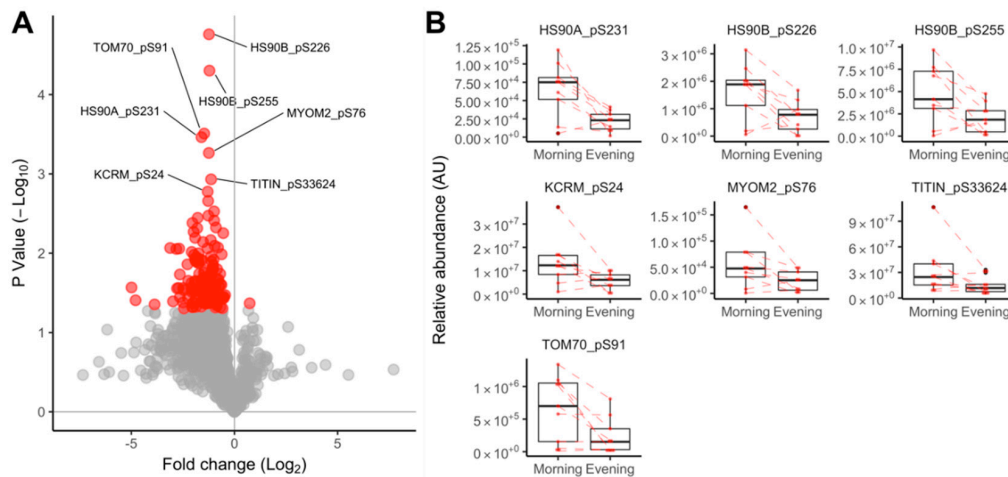 A
HS90B_pS226
TOM70_pS91
HS90B_pS255
HS90A_pS231
MYOM2_pS76
KCRM_pS24
TITIN_pS33624
P Value (−Log10)
4
3
2
1
0
-5
0
5
Fold change (Log2)
B
Relative abundance (AU)
HS90A_pS231
1.25×10+5
1.00×10+5
7.50×10+4
5.00×10+4
2.50×10+4
0×10+0
Morning Evening
HS90B_pS226
3×10+6
2×10+6
1×10+6
0×10+0
Morning Evening
HS90B_pS255
1.0×10+7
7.5×10+6
5.0×10+6
2.5×10+6
0×10+0
Morning Evening
KCRM_pS24
4×10+7
3×10+7
2×10+7
1×10+7
0×10+0
Morning Evening
MYOM2_pS76
1.5×10+5
1.0×10+5
5.0×10+4
0×10+0
Morning Evening
TITIN_pS33624
9×10+7
6×10+7
3×10+7
0×10+0
Morning Evening
TOM70_pS91
1×10+6
5×10+5
0×10+0
Morning Evening